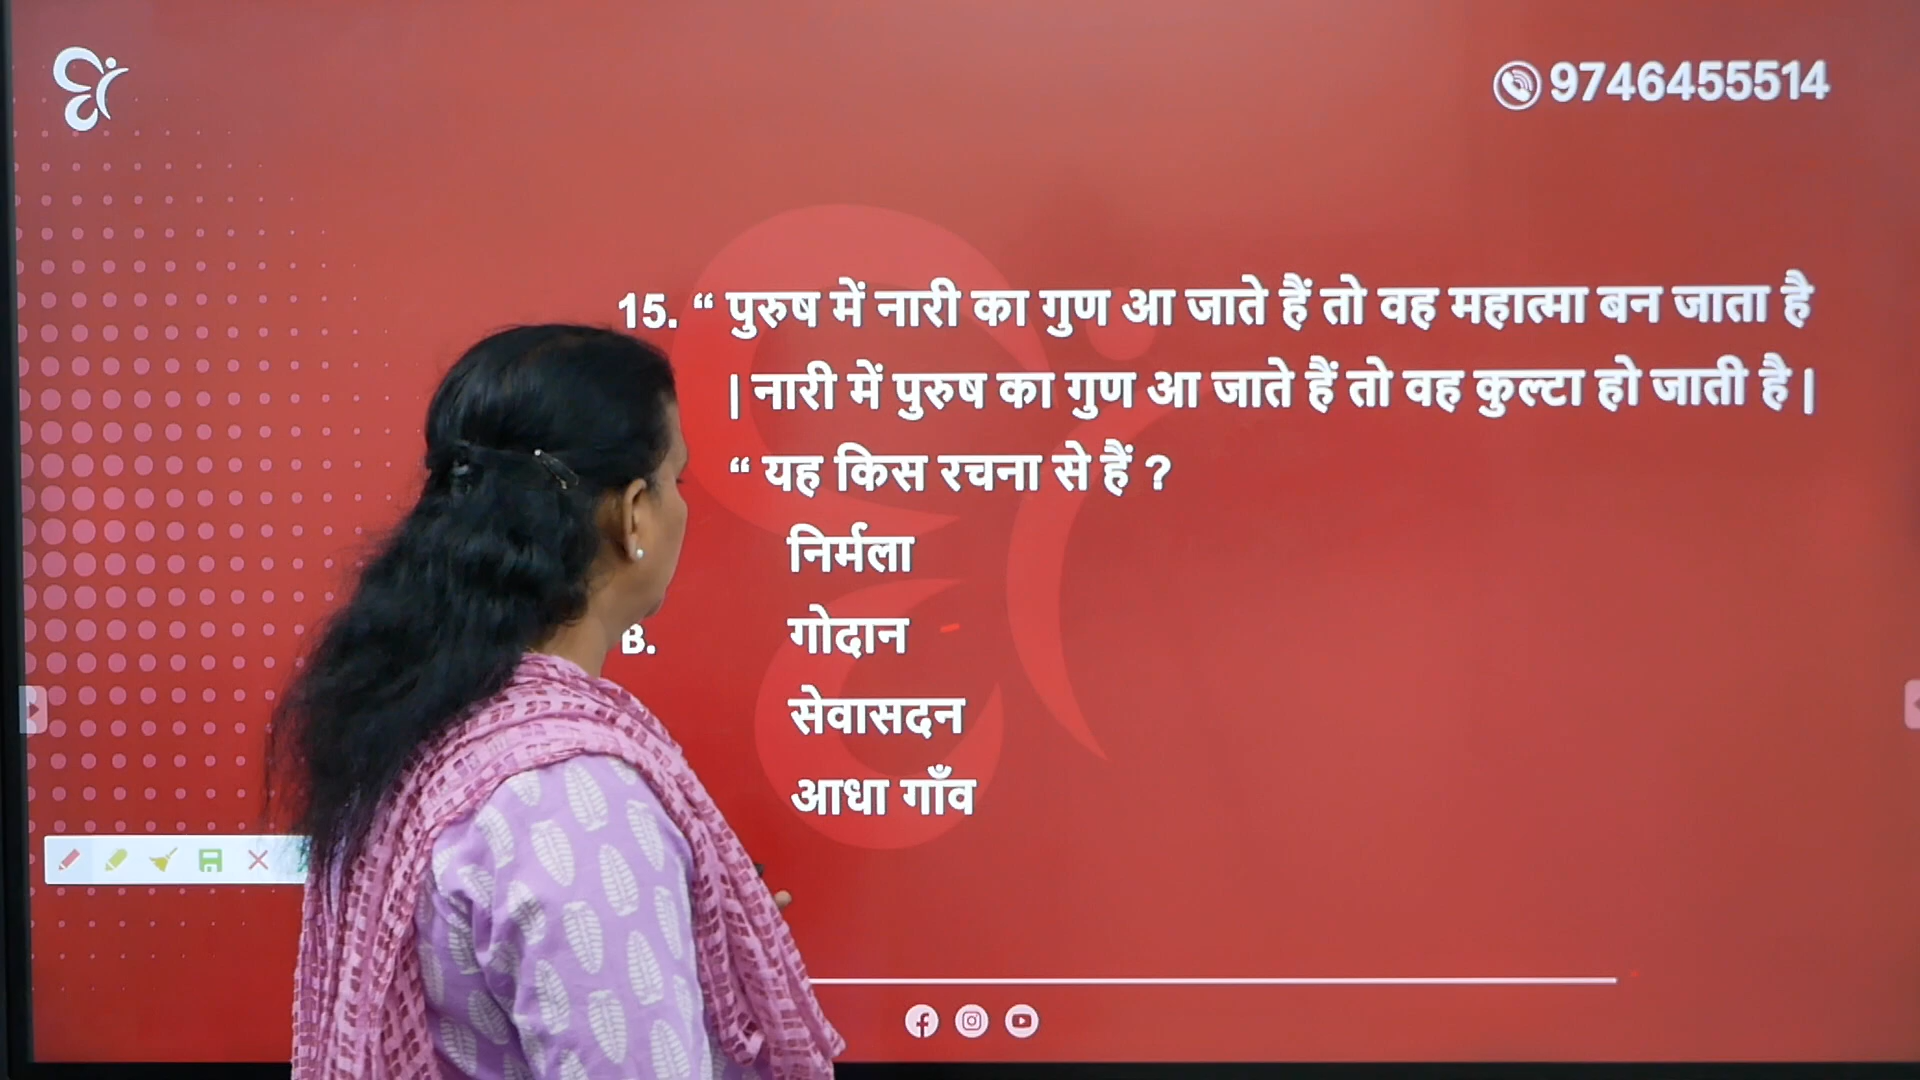 9746455514
15. “ पुरुष में नारी का गुण आ जाते हैं तो वह महात्मा बन जाता है
| नारी में पुरुष का गुण आ जाते हैं तो वह कुल्टा हो जाती है |
“ यह किस रचना से हैं ?
निर्मला
B. गोदान
सेवासदन
आधा गाँव